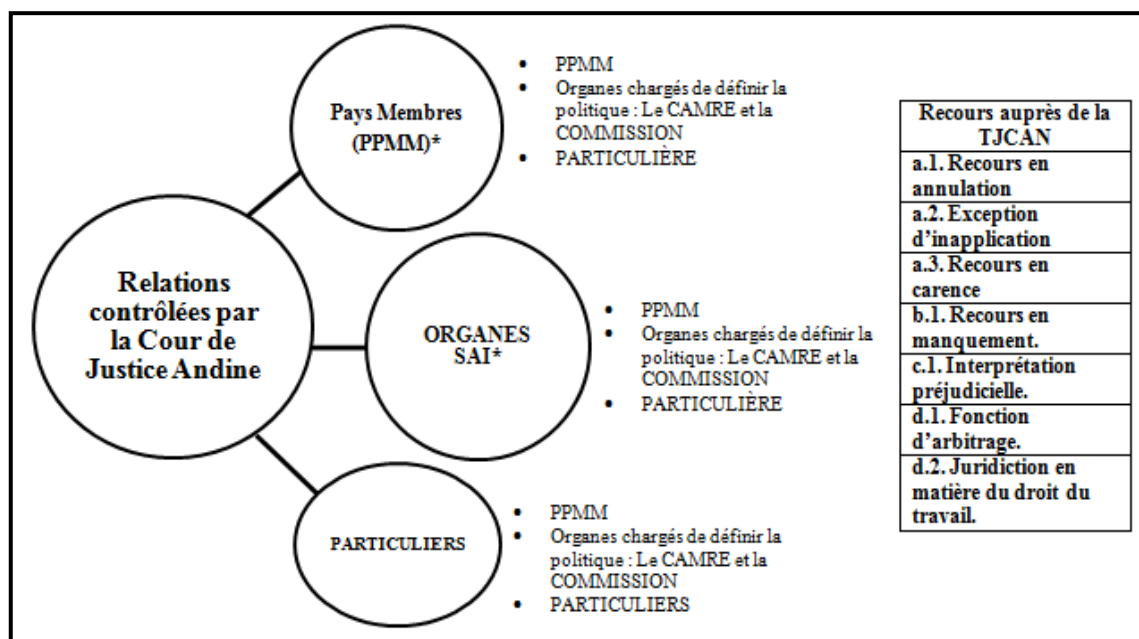 Relations
contrôlées par
la Cour de
Justice Andine
Pays Membres
(PPMM)*
• PPMM
• Organes chargés de définir la
politique : Le CAMRE et la
COMMISSION
• PARTICULIÈRE
ORGANES
SAI*
• PPMM
• Organes chargés de définir la
politique : Le CAMRE et la
COMMISSION
• PARTICULIÈRE
PARTICULIERS
• PPMM
• Organes chargés de définir la
politique : Le CAMRE et la
COMMISSION
• PARTICULIERS
Recours auprès de la
TJCAN
a.1. Recours en
annulation
a.2. Exception
d’inapplication
a.3. Recours en
carence
b.1. Recours en
manquement.
c.1. Interprétation
préjudicielle.
d.1. Fonction
d’arbitrage.
d.2. Juridiction en
matière du droit du
travail.